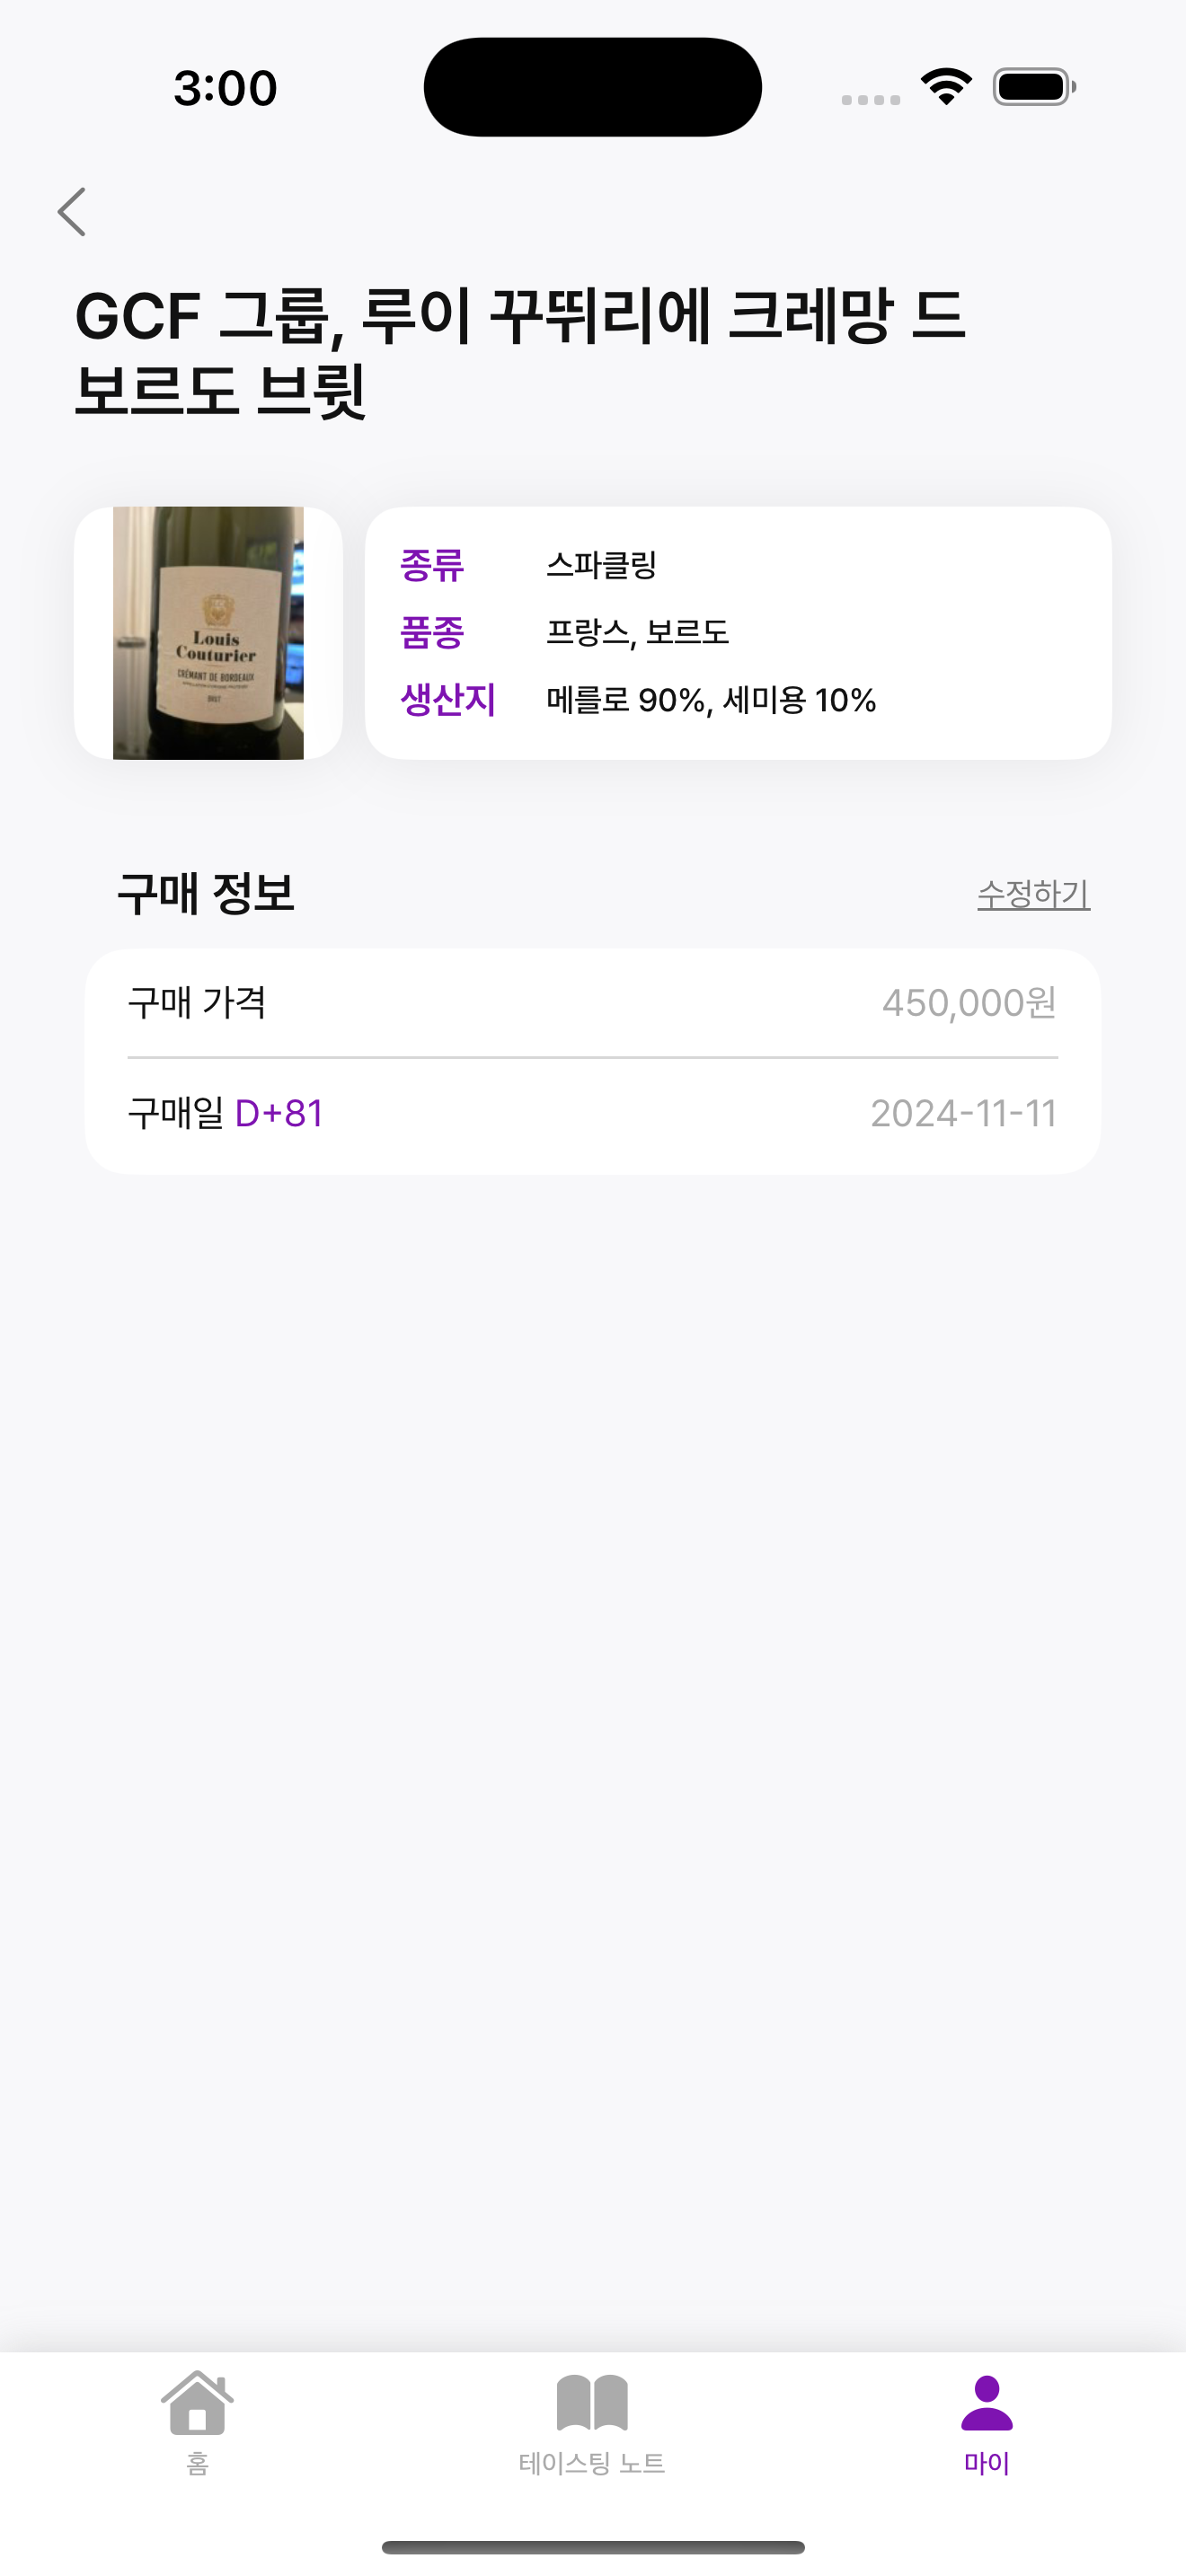 3:00
GCF 그룹, 루이 꾸뛰리에 크레망 드
보르도 브륏
Louis
Couturier
CRÉMANT DE BORDEAUX
BRUT
종류 스파클링
품종 프랑스, 보르도
생산지 메를로 90%, 세미용 10%
구매 정보 수정하기
구매 가격 450,000원
구매일 D+81 2024-11-11
홈 테이스팅 노트 마이